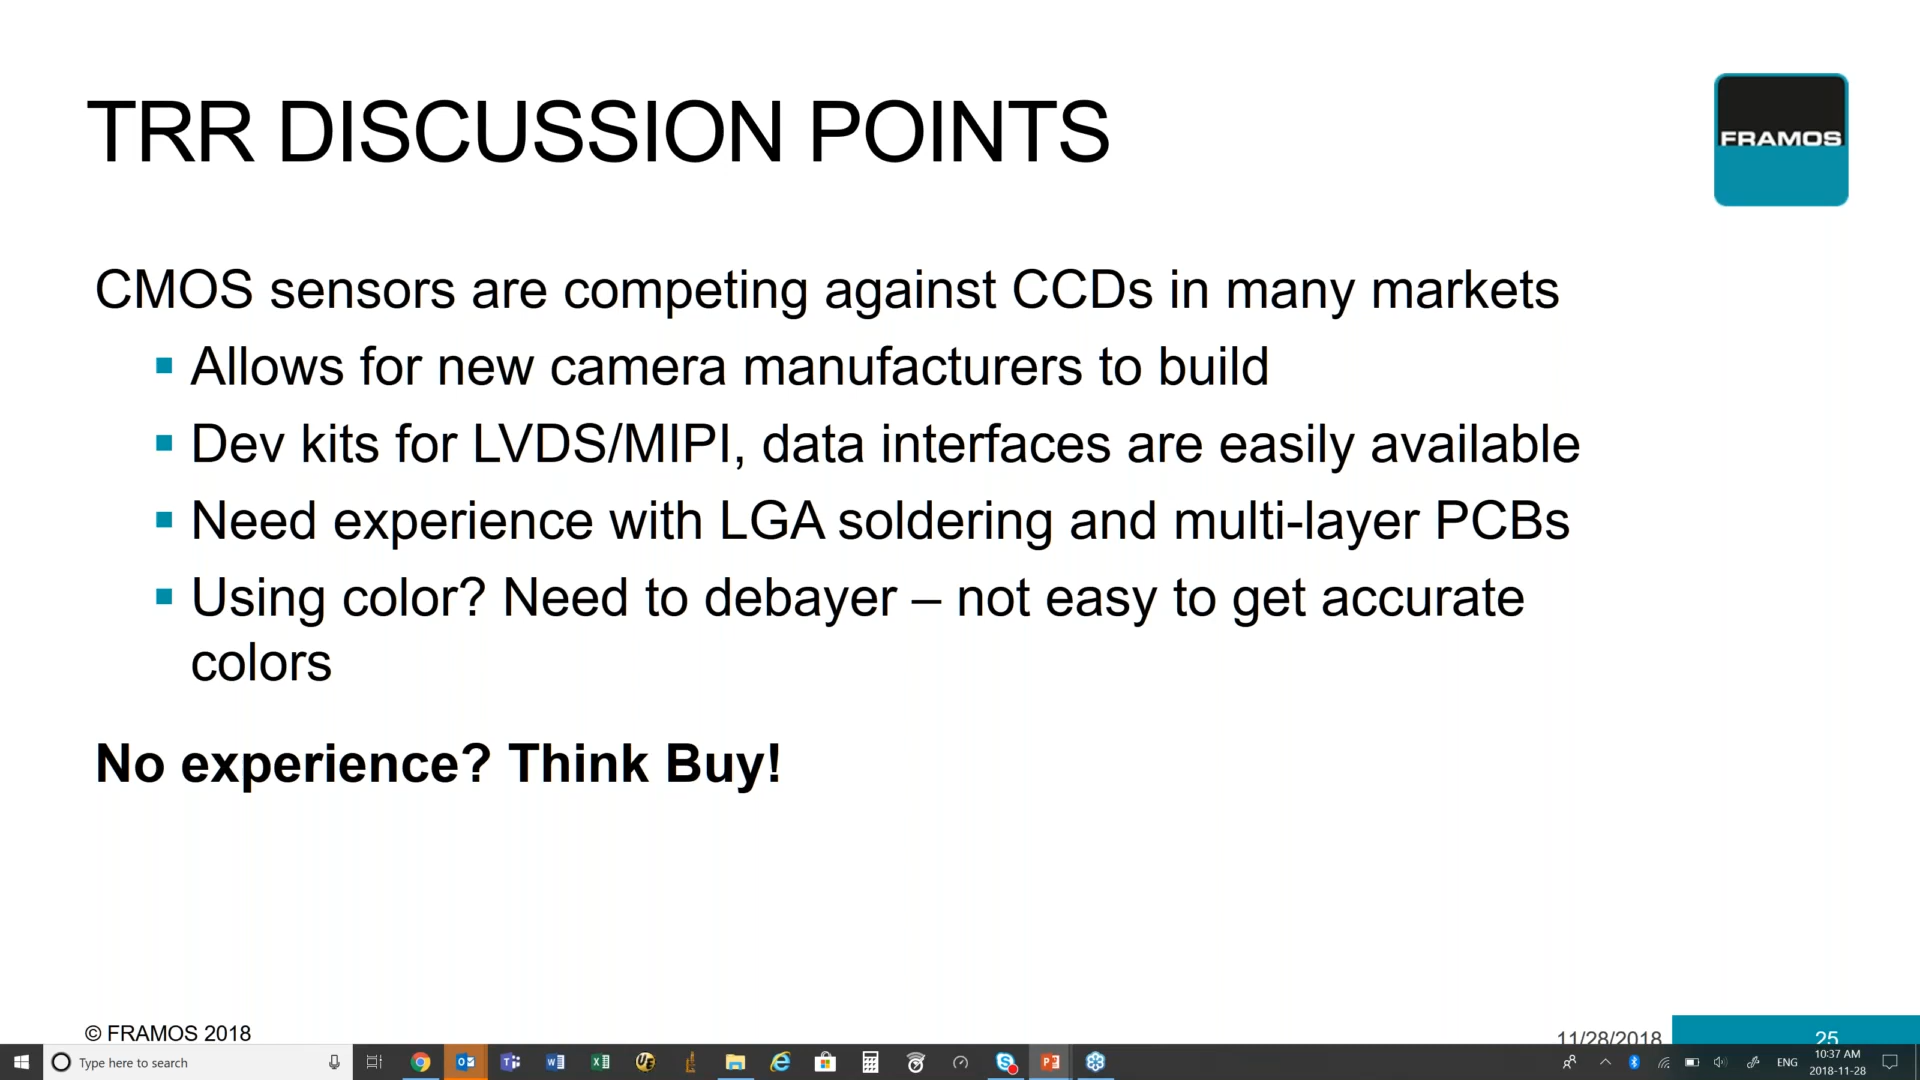 TRR DISCUSSION POINTS
FRAMOS
CMOS sensors are competing against CCDs in many markets
Allows for new camera manufacturers to build
Dev kits for LVDS/MIPI, data interfaces are easily available
Need experience with LGA soldering and multi-layer PCBs
Using color? Need to debayer – not easy to get accurate
colors
No experience? Think Buy!
© FRAMOS 2018
11/28/2018
25
Type here to search
ENG
10:37 AM
2018-11-28